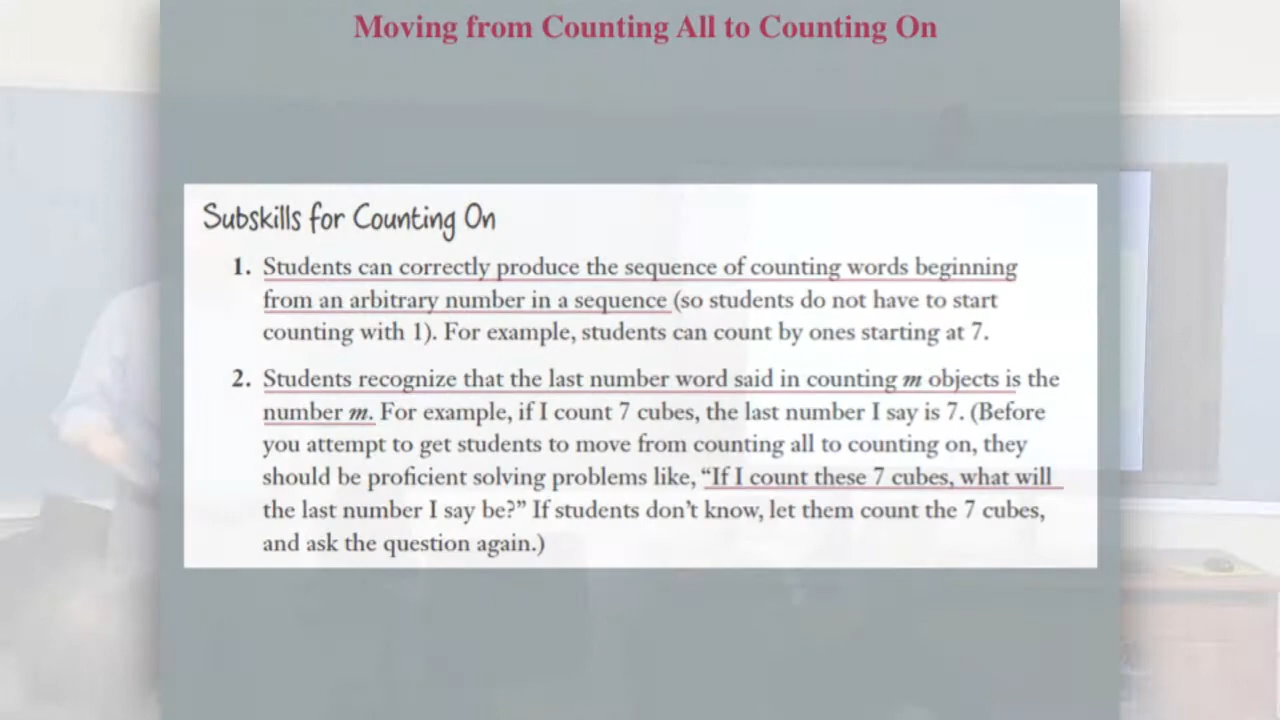 Moving from Counting All to Counting On
Subskills for Counting On
1. Students can correctly produce the sequence of counting words beginning
from an arbitrary number in a sequence (so students do not have to start
counting with 1). For example, students can count by ones starting at 7.
2. Students recognize that the last number word said in counting m objects is the
number m. For example, if I count 7 cubes, the last number I say is 7. (Before
you attempt to get students to move from counting all to counting on, they
should be proficient solving problems like, “If I count these 7 cubes, what will
the last number I say be?” If students don’t know, let them count the 7 cubes,
and ask the question again.)